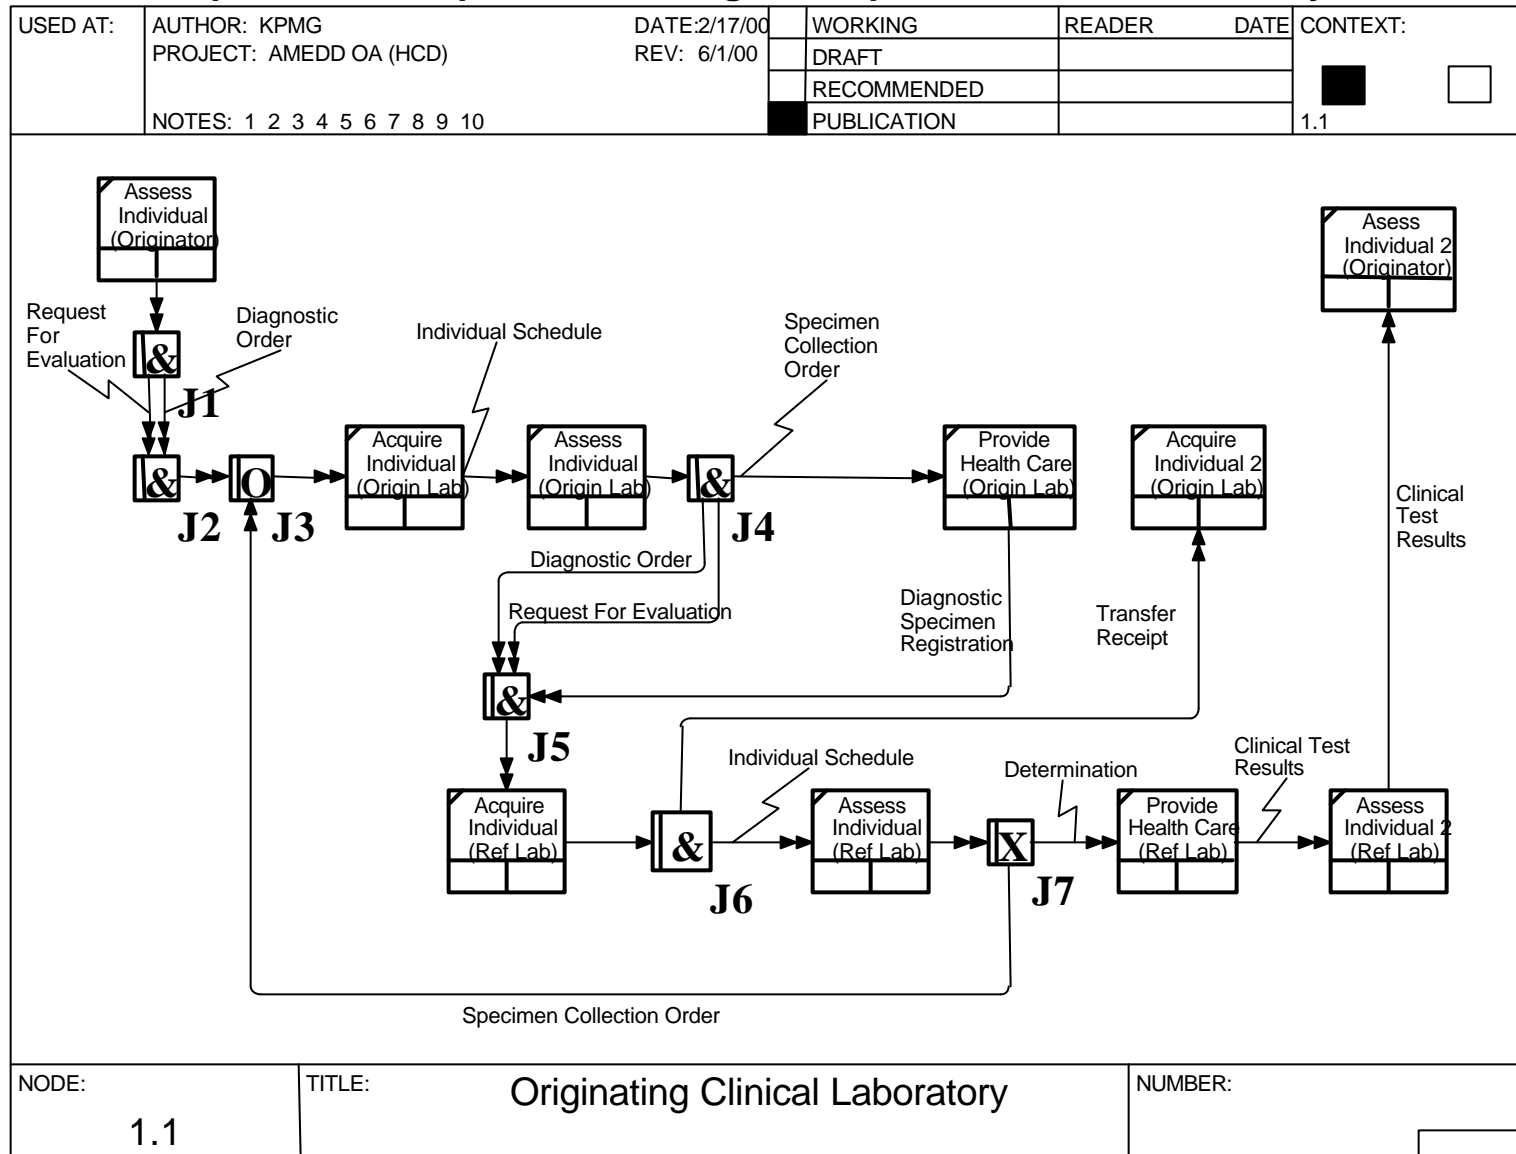 USED AT:
AUTHOR: KPMG
DATE:2/17/00
WORKING
READER
DATE
CONTEXT:
PROJECT: AMEDD OA (HCD)
REV: 6/1/00
DRAFT
RECOMMENDED
NOTES: 1 2 3 4 5 6 7 8 9 10
PUBLICATION
1.1
Assess
Individual
(Originator)
Asess
Individual 2
(Originator)
Request
For
Evaluation
Diagnostic
Order
&
J1
Individual Schedule
Specimen
Collection
Order
&
J2
O
J3
Acquire
Individual
(Origin Lab)
Assess
Individual
(Origin Lab)
&
J4
Provide
Health Care
(Origin Lab)
Acquire
Individual 2
(Origin Lab)
Clinical
Test
Results
Diagnostic Order
Request For Evaluation
Diagnostic
Specimen
Registration
Transfer
Receipt
&
J5
Individual Schedule
Determination
Clinical Test
Results
Acquire
Individual
(Ref Lab)
&
J6
Assess
Individual
(Ref Lab)
X
J7
Provide
Health Care
(Ref Lab)
Assess
Individual 2
(Ref Lab)
Specimen Collection Order
NODE:
1.1
TITLE:
Originating Clinical Laboratory
NUMBER: